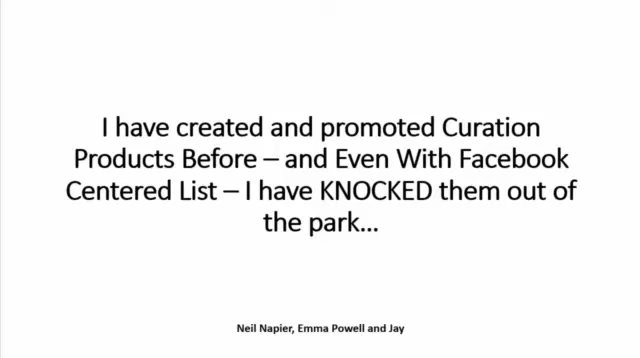 I have created and promoted Curation
Products Before – and Even With Facebook
Centered List – I have KNOCKED them out of
the park...
Neil Napier, Emma Powell and Jay